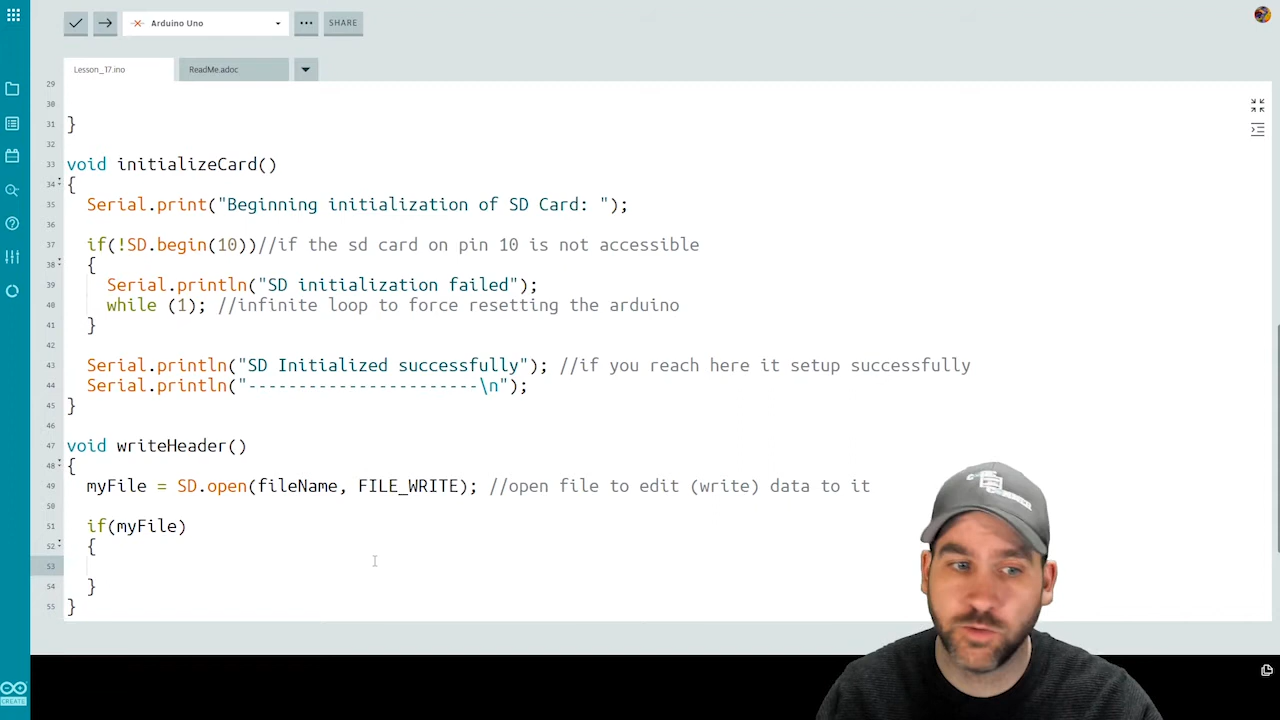 Arduino Uno
SHARE
Lesson_17.ino
ReadMe.adoc
29
30
31 }
32
33 void initializeCard()
34 {
35 Serial.print("Beginning initialization of SD Card: ");
36
37 if(!SD.begin(10))//if the sd card on pin 10 is not accessible
38 {
39 Serial.println("SD initialization failed");
40 while (1); //infinite loop to force resetting the arduino
41 }
42
43 Serial.println("SD Initialized successfully"); //if you reach here it setup successfully
44 Serial.println("-----------------------\n");
45 }
46
47 void writeHeader()
48 {
49 myFile = SD.open(fileName, FILE_WRITE); //open file to edit (write) data to it
50
51 if(myFile)
52 {
53
54 }
55 }
CREATE